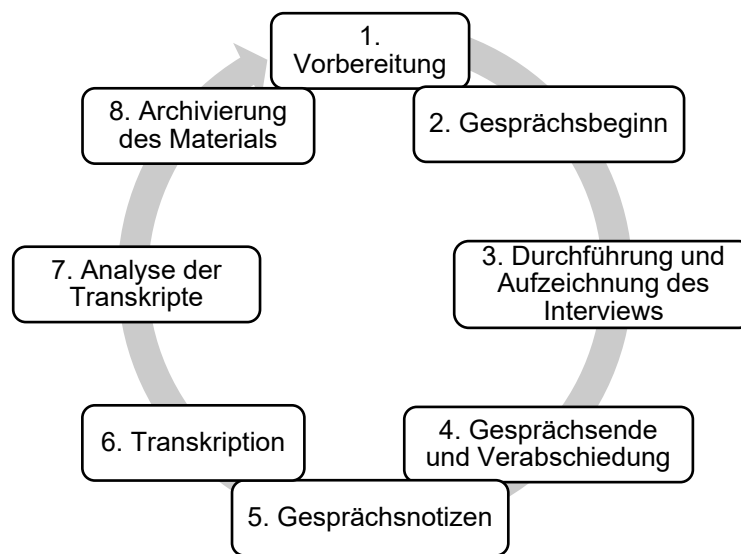 1.
Vorbereitung
2. Gesprächsbeginn
3. Durchführung und
Aufzeichnung des
Interviews
4. Gesprächsende
und Verabschiedung
5. Gesprächsnotizen
6. Transkription
7. Analyse der
Transkripte
8. Archivierung
des Materials